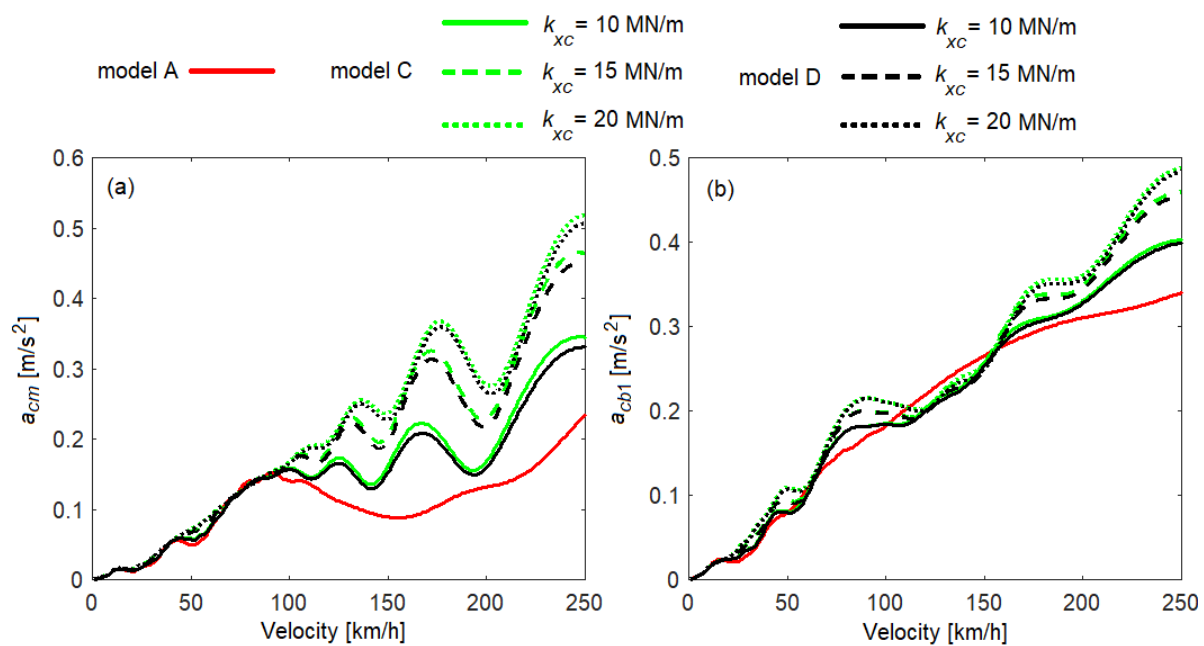 model A
model C
k_xc = 10 MN/m
k_xc = 15 MN/m
k_xc = 20 MN/m
model D
k_xc = 10 MN/m
k_xc = 15 MN/m
k_xc = 20 MN/m
(a)
a_cm [m/s²]
0.6
0.5
0.4
0.3
0.2
0.1
0
0 50 100 150 200 250
Velocity [km/h]
(b)
a_cb1 [m/s²]
0.5
0.4
0.3
0.2
0.1
0
0 50 100 150 200 250
Velocity [km/h]